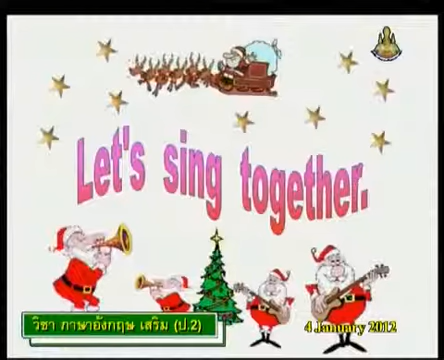 Let's sing together.
วิชา ภาษาอังกฤษ เสริม (ป.2)
4 January 2012